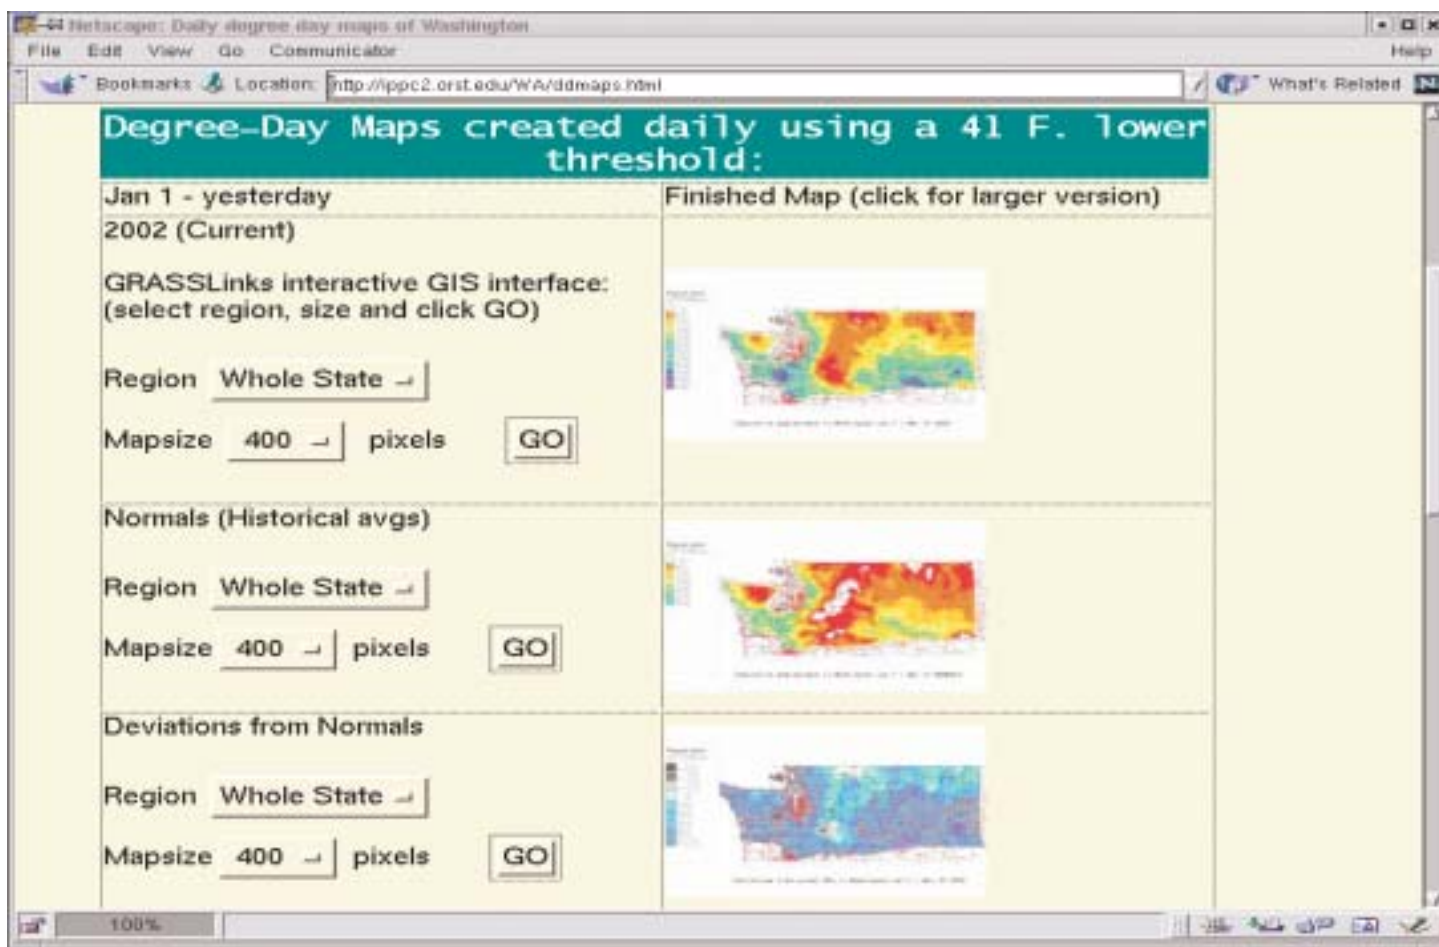 Netscape: Daily degree day maps of Washington
File Edit View Go Communicator Help
Bookmarks Location: http://ippc2.orst.edu/WA/ddmaps.html What's Related N
Degree-Day Maps created daily using a 41 F. lower
threshold:
Jan 1 - yesterday
Finished Map (click for larger version)
2002 (Current)
GRASSLinks interactive GIS interface:
(select region, size and click GO)
Region Whole State
Mapsize 400 pixels GO
Normals (Historical avgs)
Region Whole State
Mapsize 400 pixels GO
Deviations from Normals
Region Whole State
Mapsize 400 pixels GO
100%